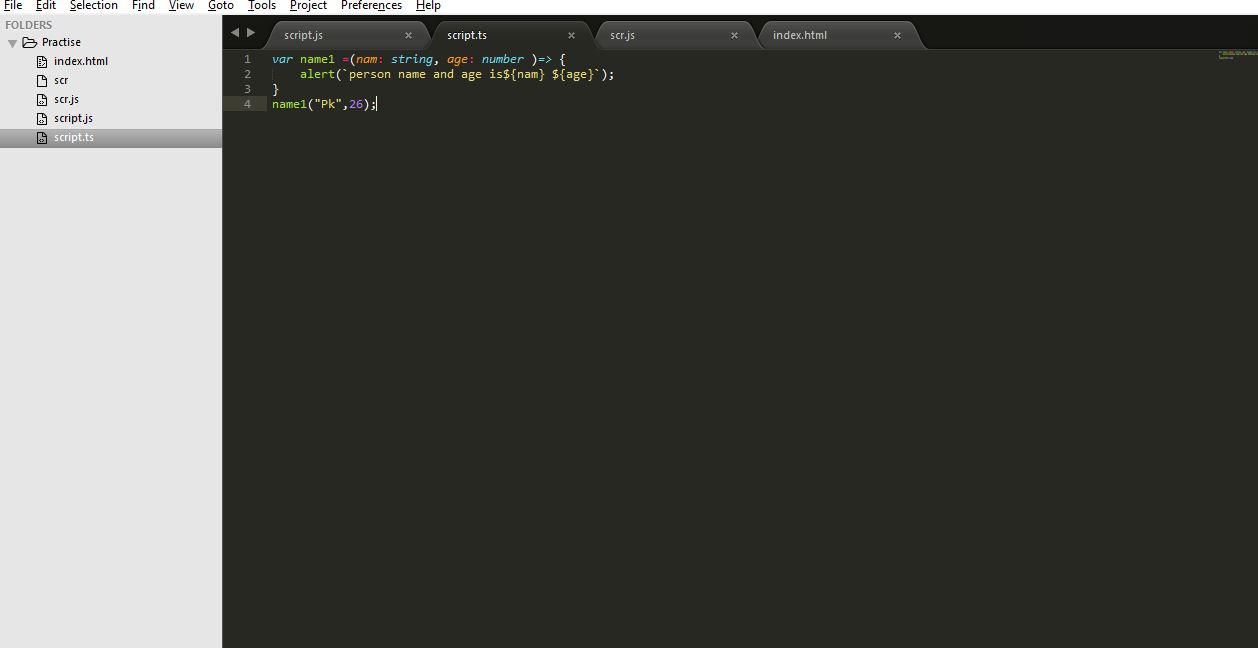 File Edit Selection Find View Goto Tools Project Preferences Help
FOLDERS
Practise
index.html
scr
scr.js
script.js
script.ts
script.js × script.ts × scr.js × index.html ×
1 var name1 =(nam: string, age: number )=> {
2 alert(`person name and age is${nam} ${age}`);
3 }
4 name1("Pk",26);